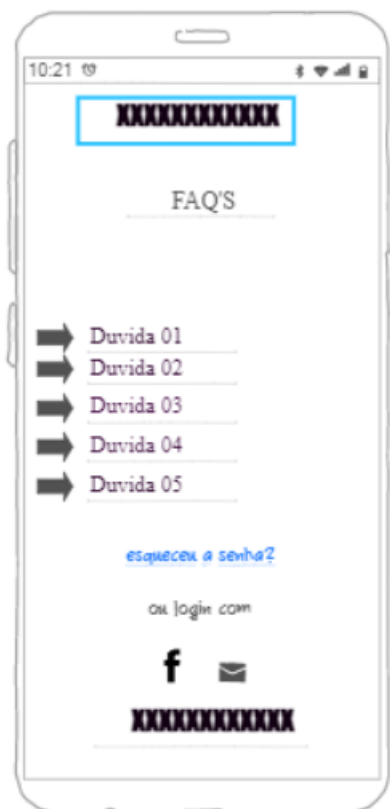 10:21
XXXXXXXXXXXX
FAQ'S
Duvida 01
Duvida 02
Duvida 03
Duvida 04
Duvida 05
esqueceu a senha?
ou login com
f
XXXXXXXXXXXX